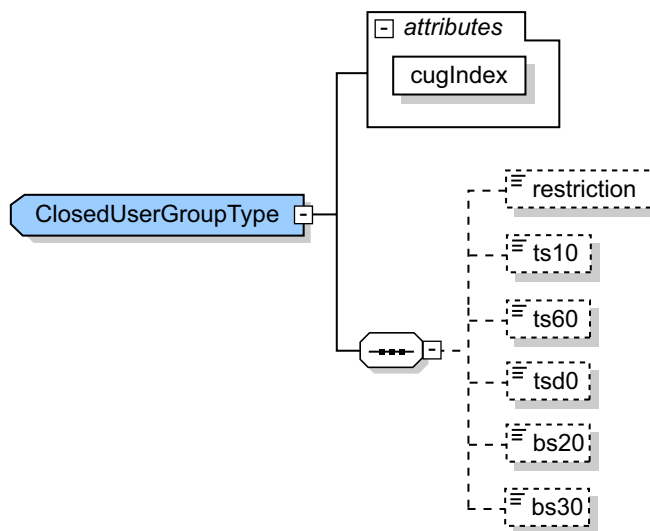 attributes
cugIndex
ClosedUserGroupType
restriction
ts10
ts60
tsd0
bs20
bs30